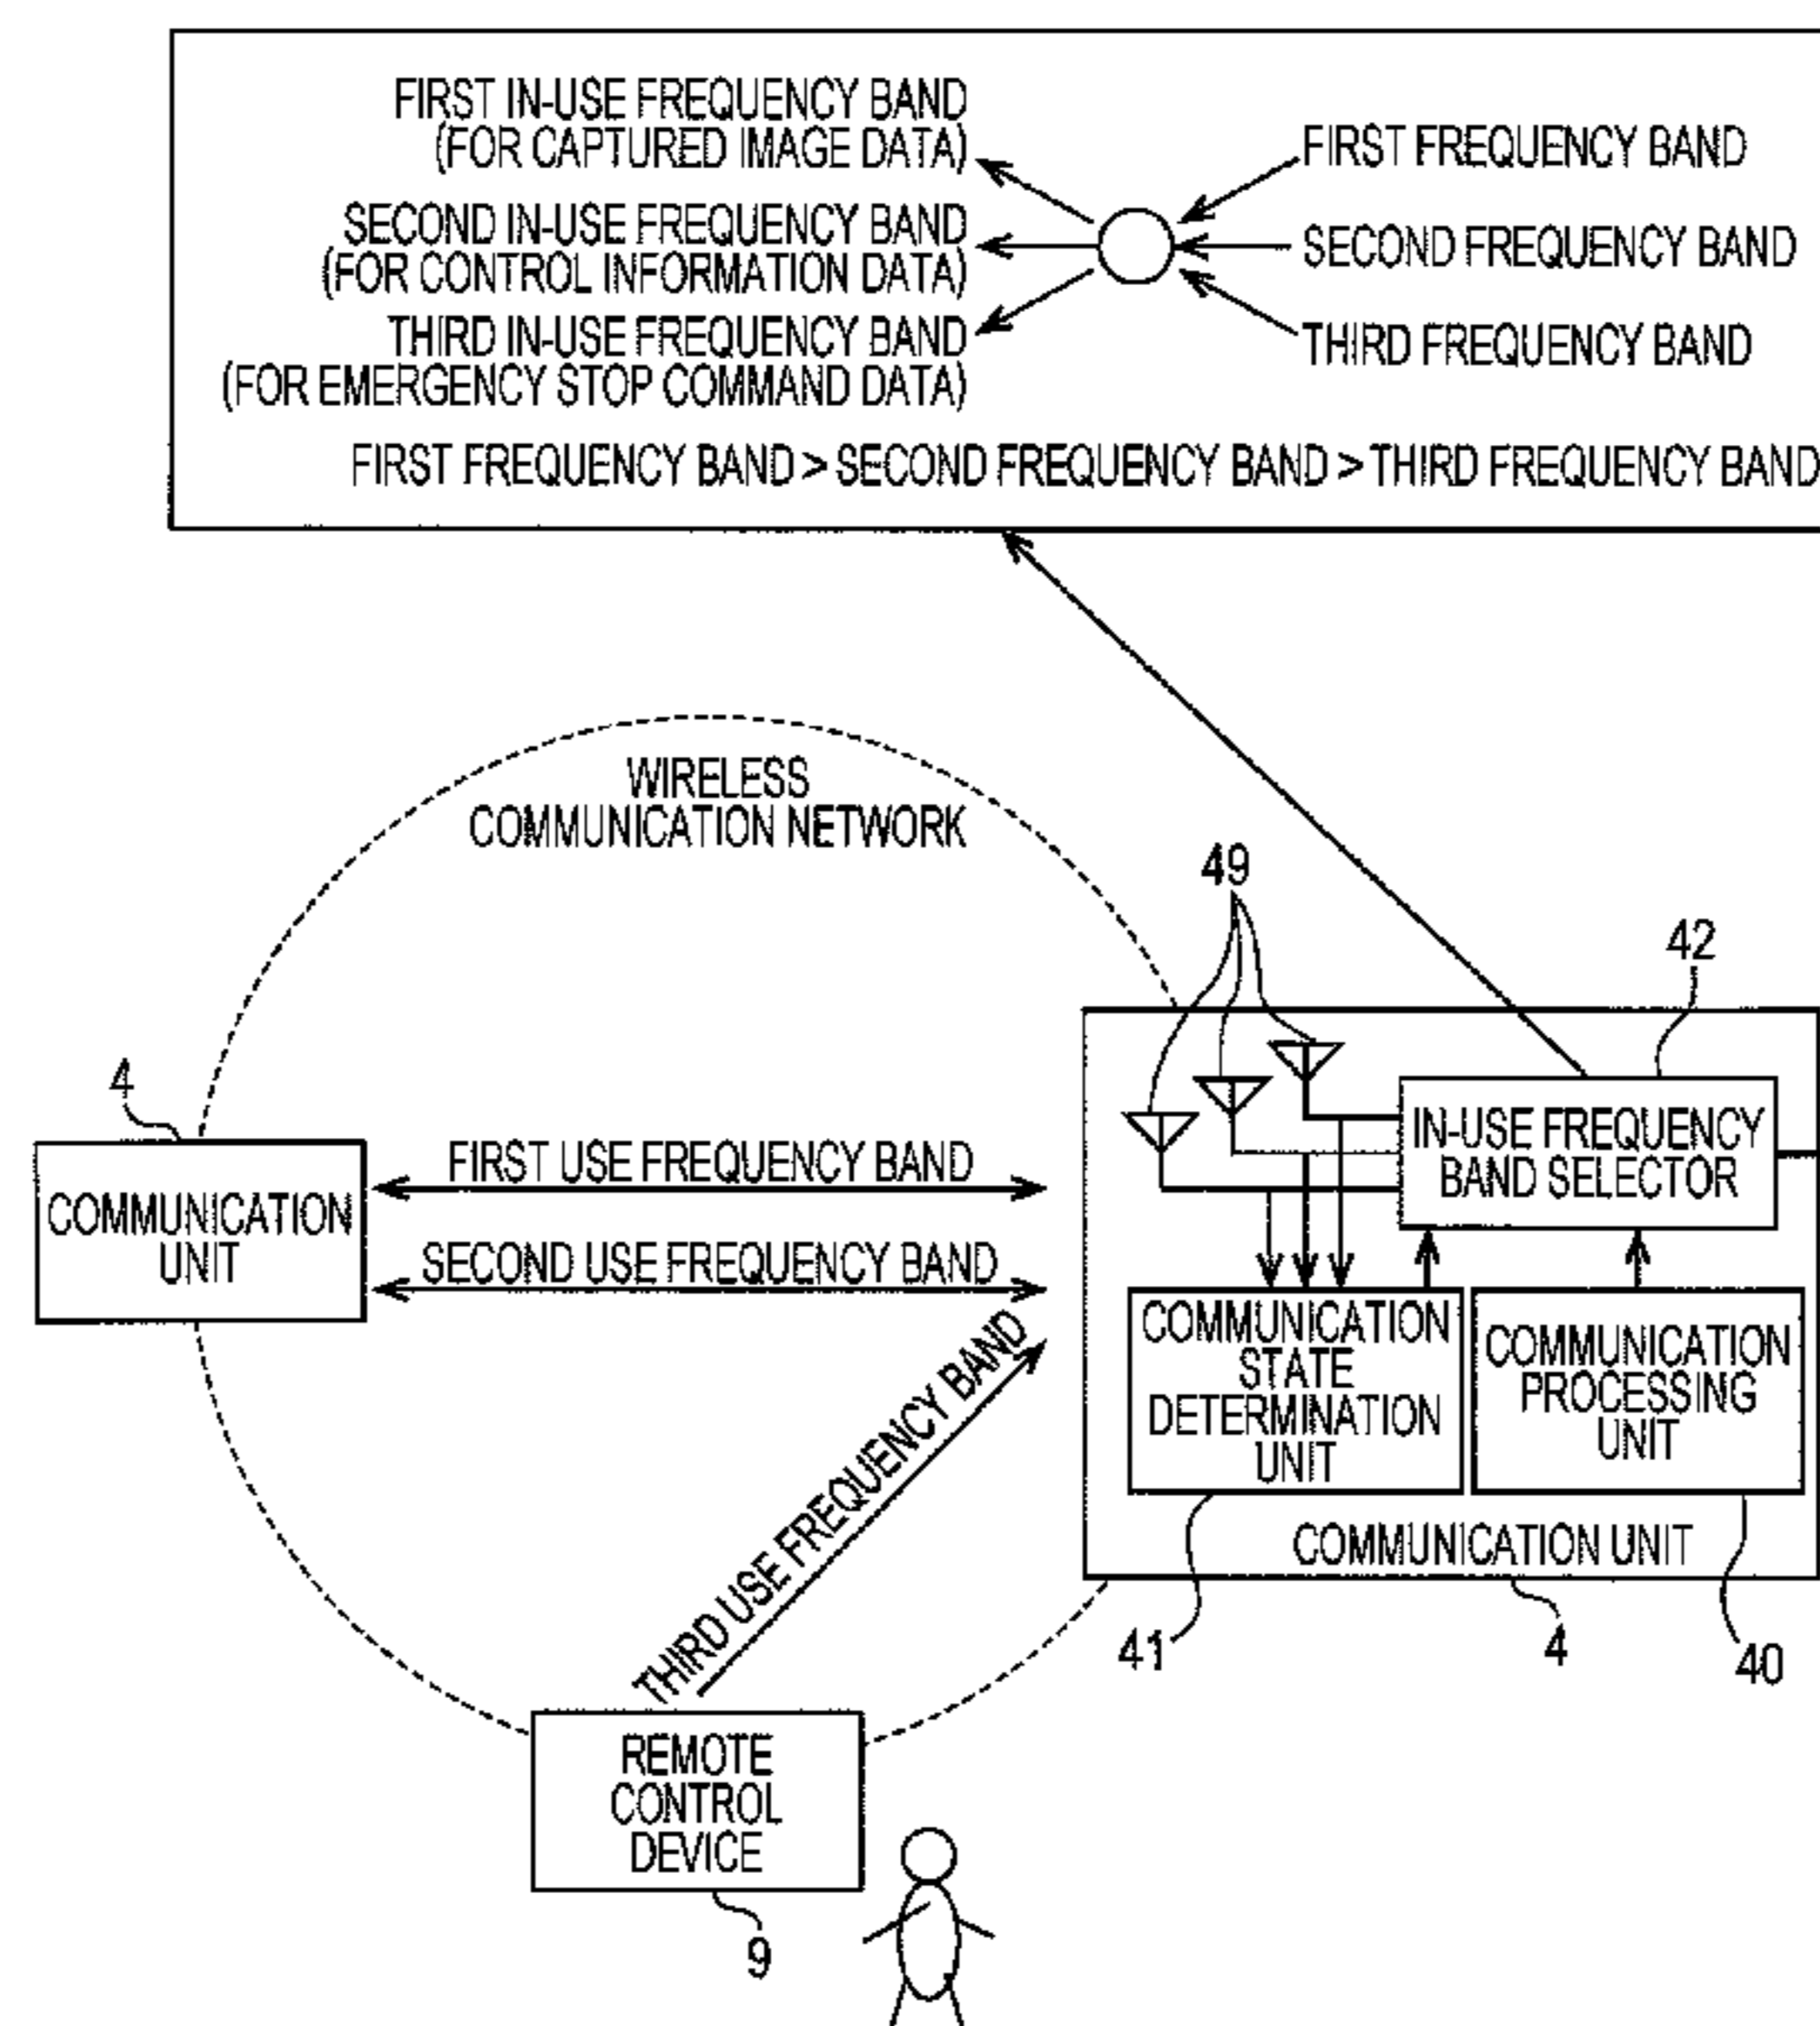 FIRST IN-USE FREQUENCY BAND
(FOR CAPTURED IMAGE DATA)
SECOND IN-USE FREQUENCY BAND
(FOR CONTROL INFORMATION DATA)
THIRD IN-USE FREQUENCY BAND
(FOR EMERGENCY STOP COMMAND DATA)
FIRST FREQUENCY BAND
SECOND FREQUENCY BAND
THIRD FREQUENCY BAND
FIRST FREQUENCY BAND > SECOND FREQUENCY BAND > THIRD FREQUENCY BAND
WIRELESS
COMMUNICATION NETWORK
49
42
4
COMMUNICATION
UNIT
FIRST USE FREQUENCY BAND
SECOND USE FREQUENCY BAND
THIRD USE FREQUENCY BAND
IN-USE FREQUENCY
BAND SELECTOR
COMMUNICATION
STATE
DETERMINATION
UNIT
COMMUNICATION
PROCESSING
UNIT
COMMUNICATION UNIT
41
4
40
REMOTE
CONTROL
DEVICE
9